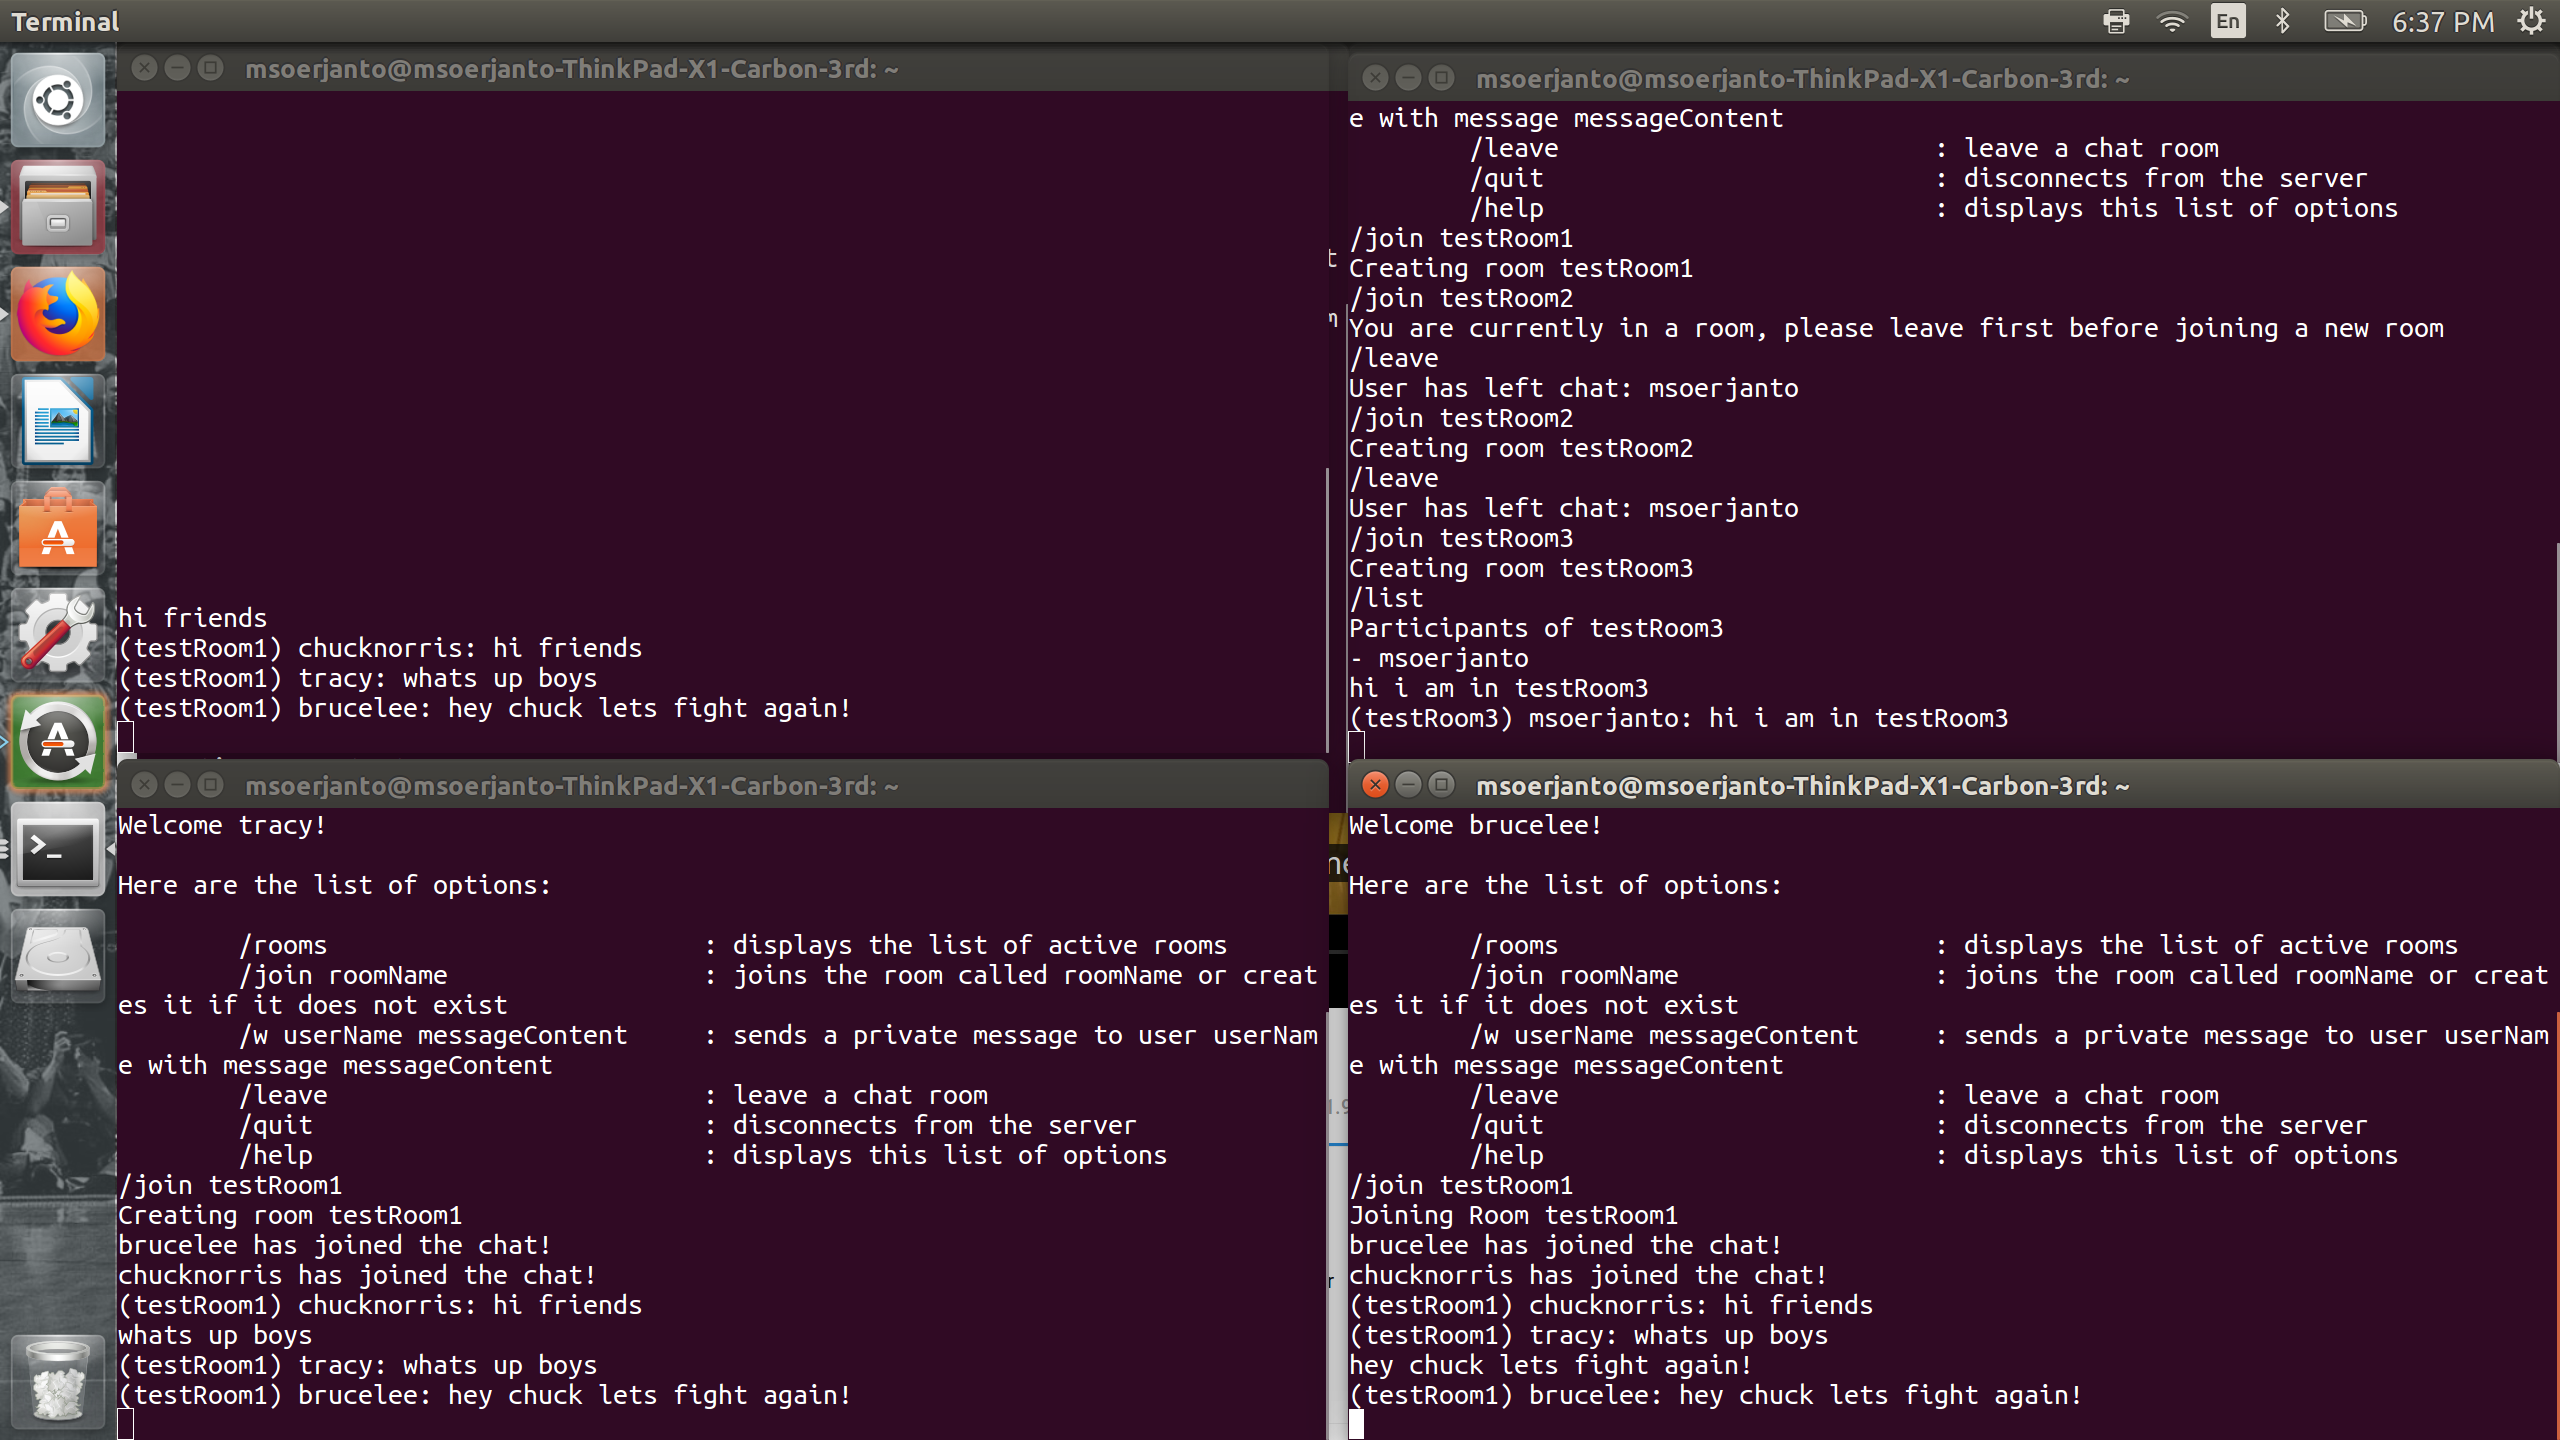 Terminal
En
6:37 PM
msoerjanto@msoerjanto-ThinkPad-X1-Carbon-3rd: ~
hi friends
(testRoom1) chucknorris: hi friends
(testRoom1) tracy: whats up boys
(testRoom1) brucelee: hey chuck lets fight again!
msoerjanto@msoerjanto-ThinkPad-X1-Carbon-3rd: ~
e with message messageContent
/leave : leave a chat room
/quit : disconnects from the server
/help : displays this list of options
/join testRoom1
Creating room testRoom1
/join testRoom2
You are currently in a room, please leave first before joining a new room
/leave
User has left chat: msoerjanto
/join testRoom2
Creating room testRoom2
/leave
User has left chat: msoerjanto
/join testRoom3
Creating room testRoom3
/list
Participants of testRoom3
- msoerjanto
hi i am in testRoom3
(testRoom3) msoerjanto: hi i am in testRoom3
msoerjanto@msoerjanto-ThinkPad-X1-Carbon-3rd: ~
Welcome tracy!
Here are the list of options:
/rooms : displays the list of active rooms
/join roomName : joins the room called roomName or creat
es it if it does not exist
/w userName messageContent : sends a private message to user userNam
e with message messageContent
/leave : leave a chat room
/quit : disconnects from the server
/help : displays this list of options
/join testRoom1
Creating room testRoom1
brucelee has joined the chat!
chucknorris has joined the chat!
(testRoom1) chucknorris: hi friends
whats up boys
(testRoom1) tracy: whats up boys
(testRoom1) brucelee: hey chuck lets fight again!
msoerjanto@msoerjanto-ThinkPad-X1-Carbon-3rd: ~
Welcome brucelee!
Here are the list of options:
/rooms : displays the list of active rooms
/join roomName : joins the room called roomName or creat
es it if it does not exist
/w userName messageContent : sends a private message to user userNam
e with message messageContent
/leave : leave a chat room
/quit : disconnects from the server
/help : displays this list of options
/join testRoom1
Joining Room testRoom1
brucelee has joined the chat!
chucknorris has joined the chat!
(testRoom1) chucknorris: hi friends
(testRoom1) tracy: whats up boys
hey chuck lets fight again!
(testRoom1) brucelee: hey chuck lets fight again!